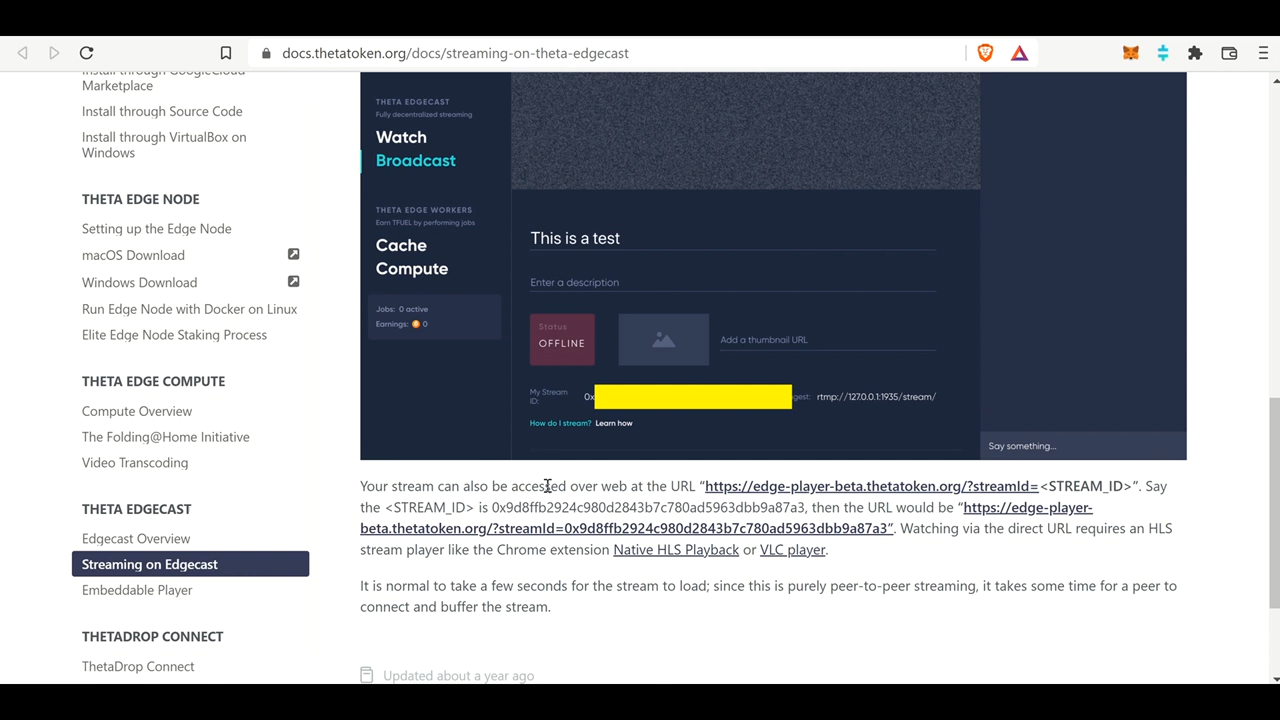 docs.thetatoken.org/docs/streaming-on-theta-edgecast
Install through GoogleCloud
Marketplace
Install through Source Code
Install through VirtualBox on
Windows
THETA EDGE NODE
Setting up the Edge Node
macOS Download
Windows Download
Run Edge Node with Docker on Linux
Elite Edge Node Staking Process
THETA EDGE COMPUTE
Compute Overview
The Folding@Home Initiative
Video Transcoding
THETA EDGECAST
Edgecast Overview
Streaming on Edgecast
Embeddable Player
THETADROP CONNECT
ThetaDrop Connect
THETA EDGECAST
Fully decentralized streaming
Watch
Broadcast
THETA EDGE WORKERS
Earn TFUEL by performing jobs
Cache
Compute
Jobs: 0 active
Earnings: 0
This is a test
Enter a description
Status
OFFLINE
Add a thumbnail URL
My Stream
ID:
0x
gest: rtmp://127.0.0.1:1935/stream/
How do I stream? Learn how
Say something...
Your stream can also be accessed over web at the URL “https://edge-player-beta.thetatoken.org/?streamId=<STREAM_ID>”. Say
the <STREAM_ID> is 0x9d8ffb2924c980d2843b7c780ad5963dbb9a87a3, then the URL would be “https://edge-player-
beta.thetatoken.org/?streamId=0x9d8ffb2924c980d2843b7c780ad5963dbb9a87a3”. Watching via the direct URL requires an HLS
stream player like the Chrome extension Native HLS Playback or VLC player.
It is normal to take a few seconds for the stream to load; since this is purely peer-to-peer streaming, it takes some time for a peer to
connect and buffer the stream.
Updated about a year ago